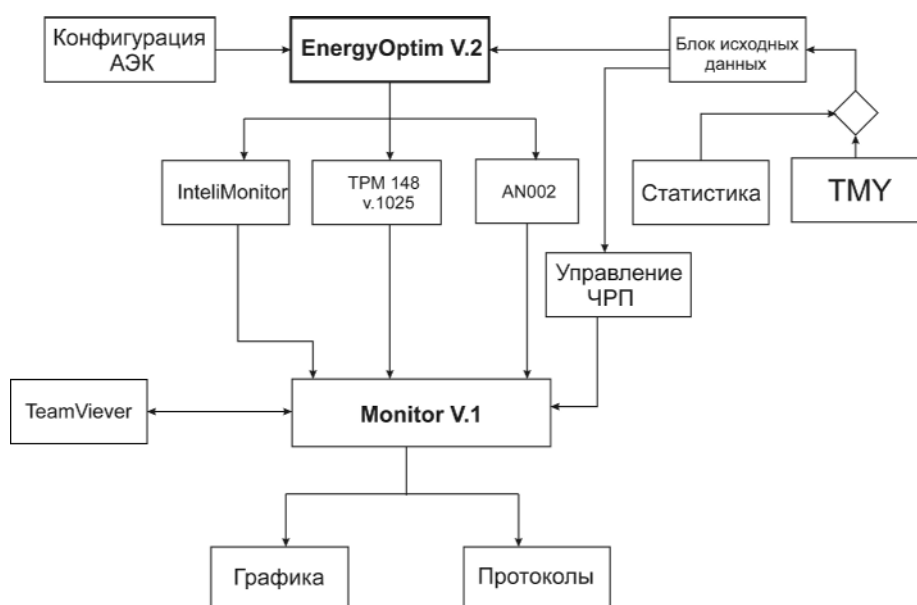 Конфигурация
АЭК
EnergyOptim V.2
Блок исходных
данных
InteliMonitor
ТРМ 148
v.1025
AN002
Статистика
TMY
Управление
ЧРП
TeamViever
Monitor V.1
Графика
Протоколы